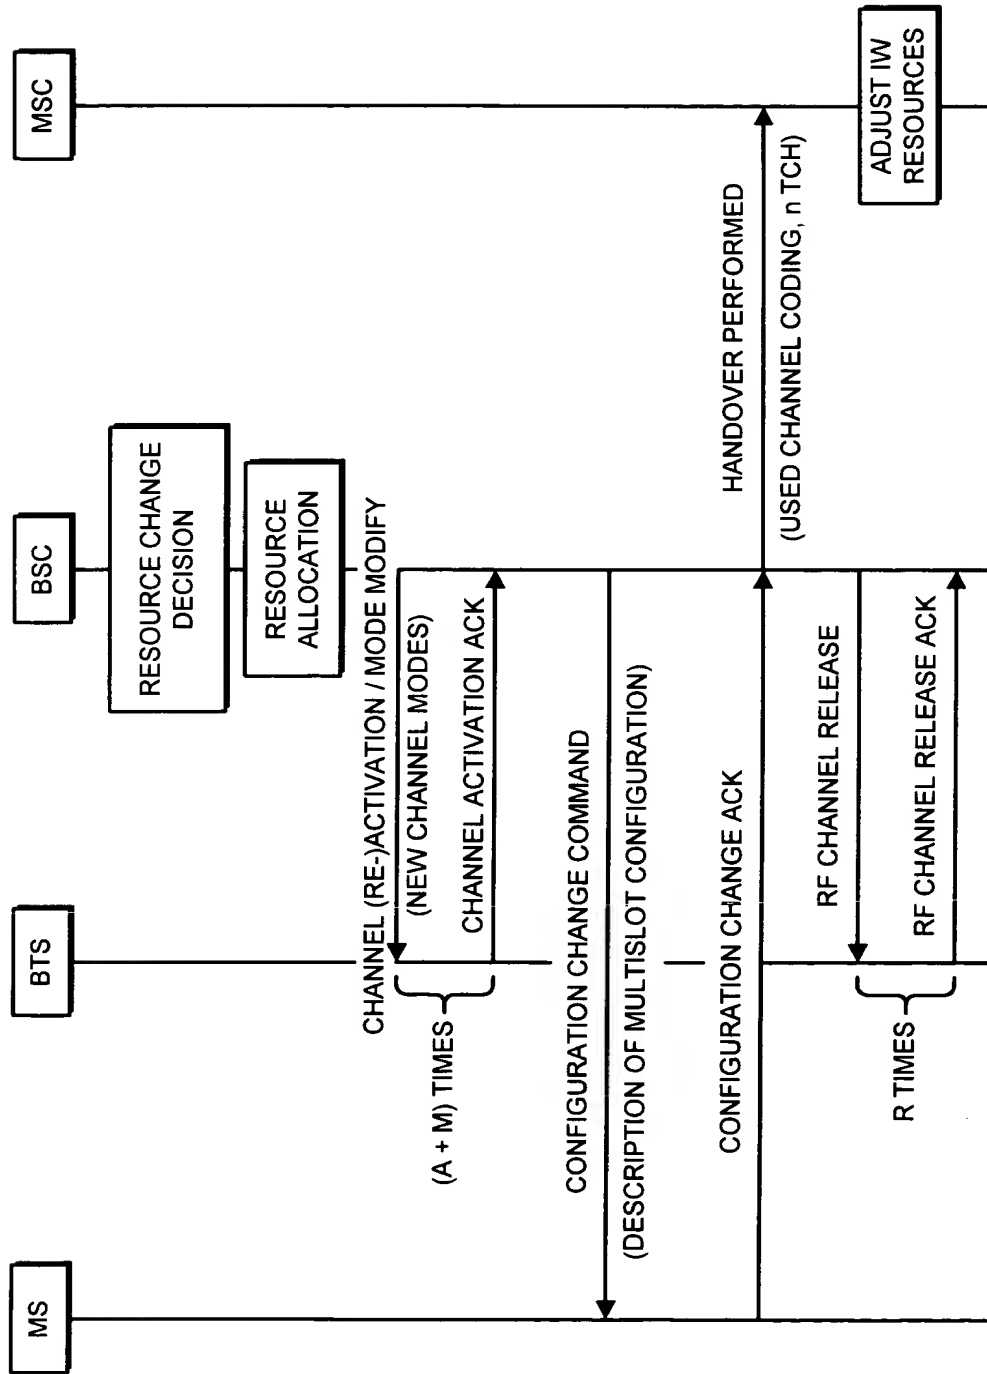 MS
BTS
BSC
MSC
RESOURCE CHANGE
DECISION
RESOURCE
ALLOCATION
CHANNEL (RE-)ACTIVATION / MODE MODIFY
(NEW CHANNEL MODES)
(A + M) TIMES
CHANNEL ACTIVATION ACK
CONFIGURATION CHANGE COMMAND
(DESCRIPTION OF MULTISLOT CONFIGURATION)
CONFIGURATION CHANGE ACK
HANDOVER PERFORMED
(USED CHANNEL CODING, n TCH)
RF CHANNEL RELEASE
R TIMES
RF CHANNEL RELEASE ACK
ADJUST IW
RESOURCES